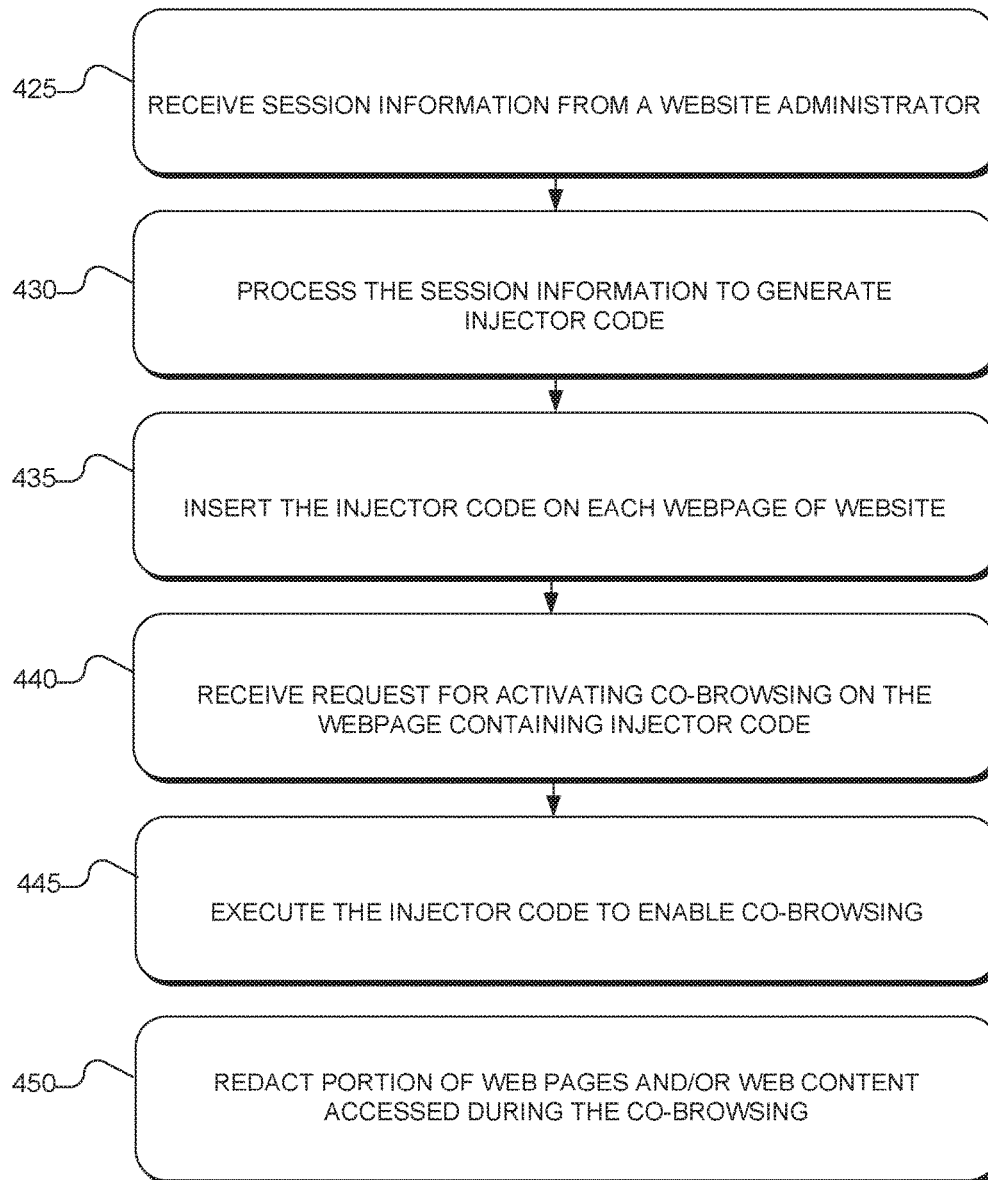 425
RECEIVE SESSION INFORMATION FROM A WEBSITE ADMINISTRATOR
430
PROCESS THE SESSION INFORMATION TO GENERATE
INJECTOR CODE
435
INSERT THE INJECTOR CODE ON EACH WEBPAGE OF WEBSITE
440
RECEIVE REQUEST FOR ACTIVATING CO-BROWSING ON THE
WEBPAGE CONTAINING INJECTOR CODE
445
EXECUTE THE INJECTOR CODE TO ENABLE CO-BROWSING
450
REDACT PORTION OF WEB PAGES AND/OR WEB CONTENT
ACCESSED DURING THE CO-BROWSING